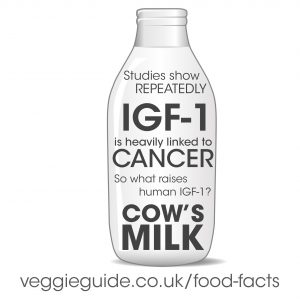 Studies show
REPEATEDLY
IGF-1
is heavily linked to
CANCER
So what raises
human IGF-1?
COW'S
MILK
veggieguide.co.uk/food-facts